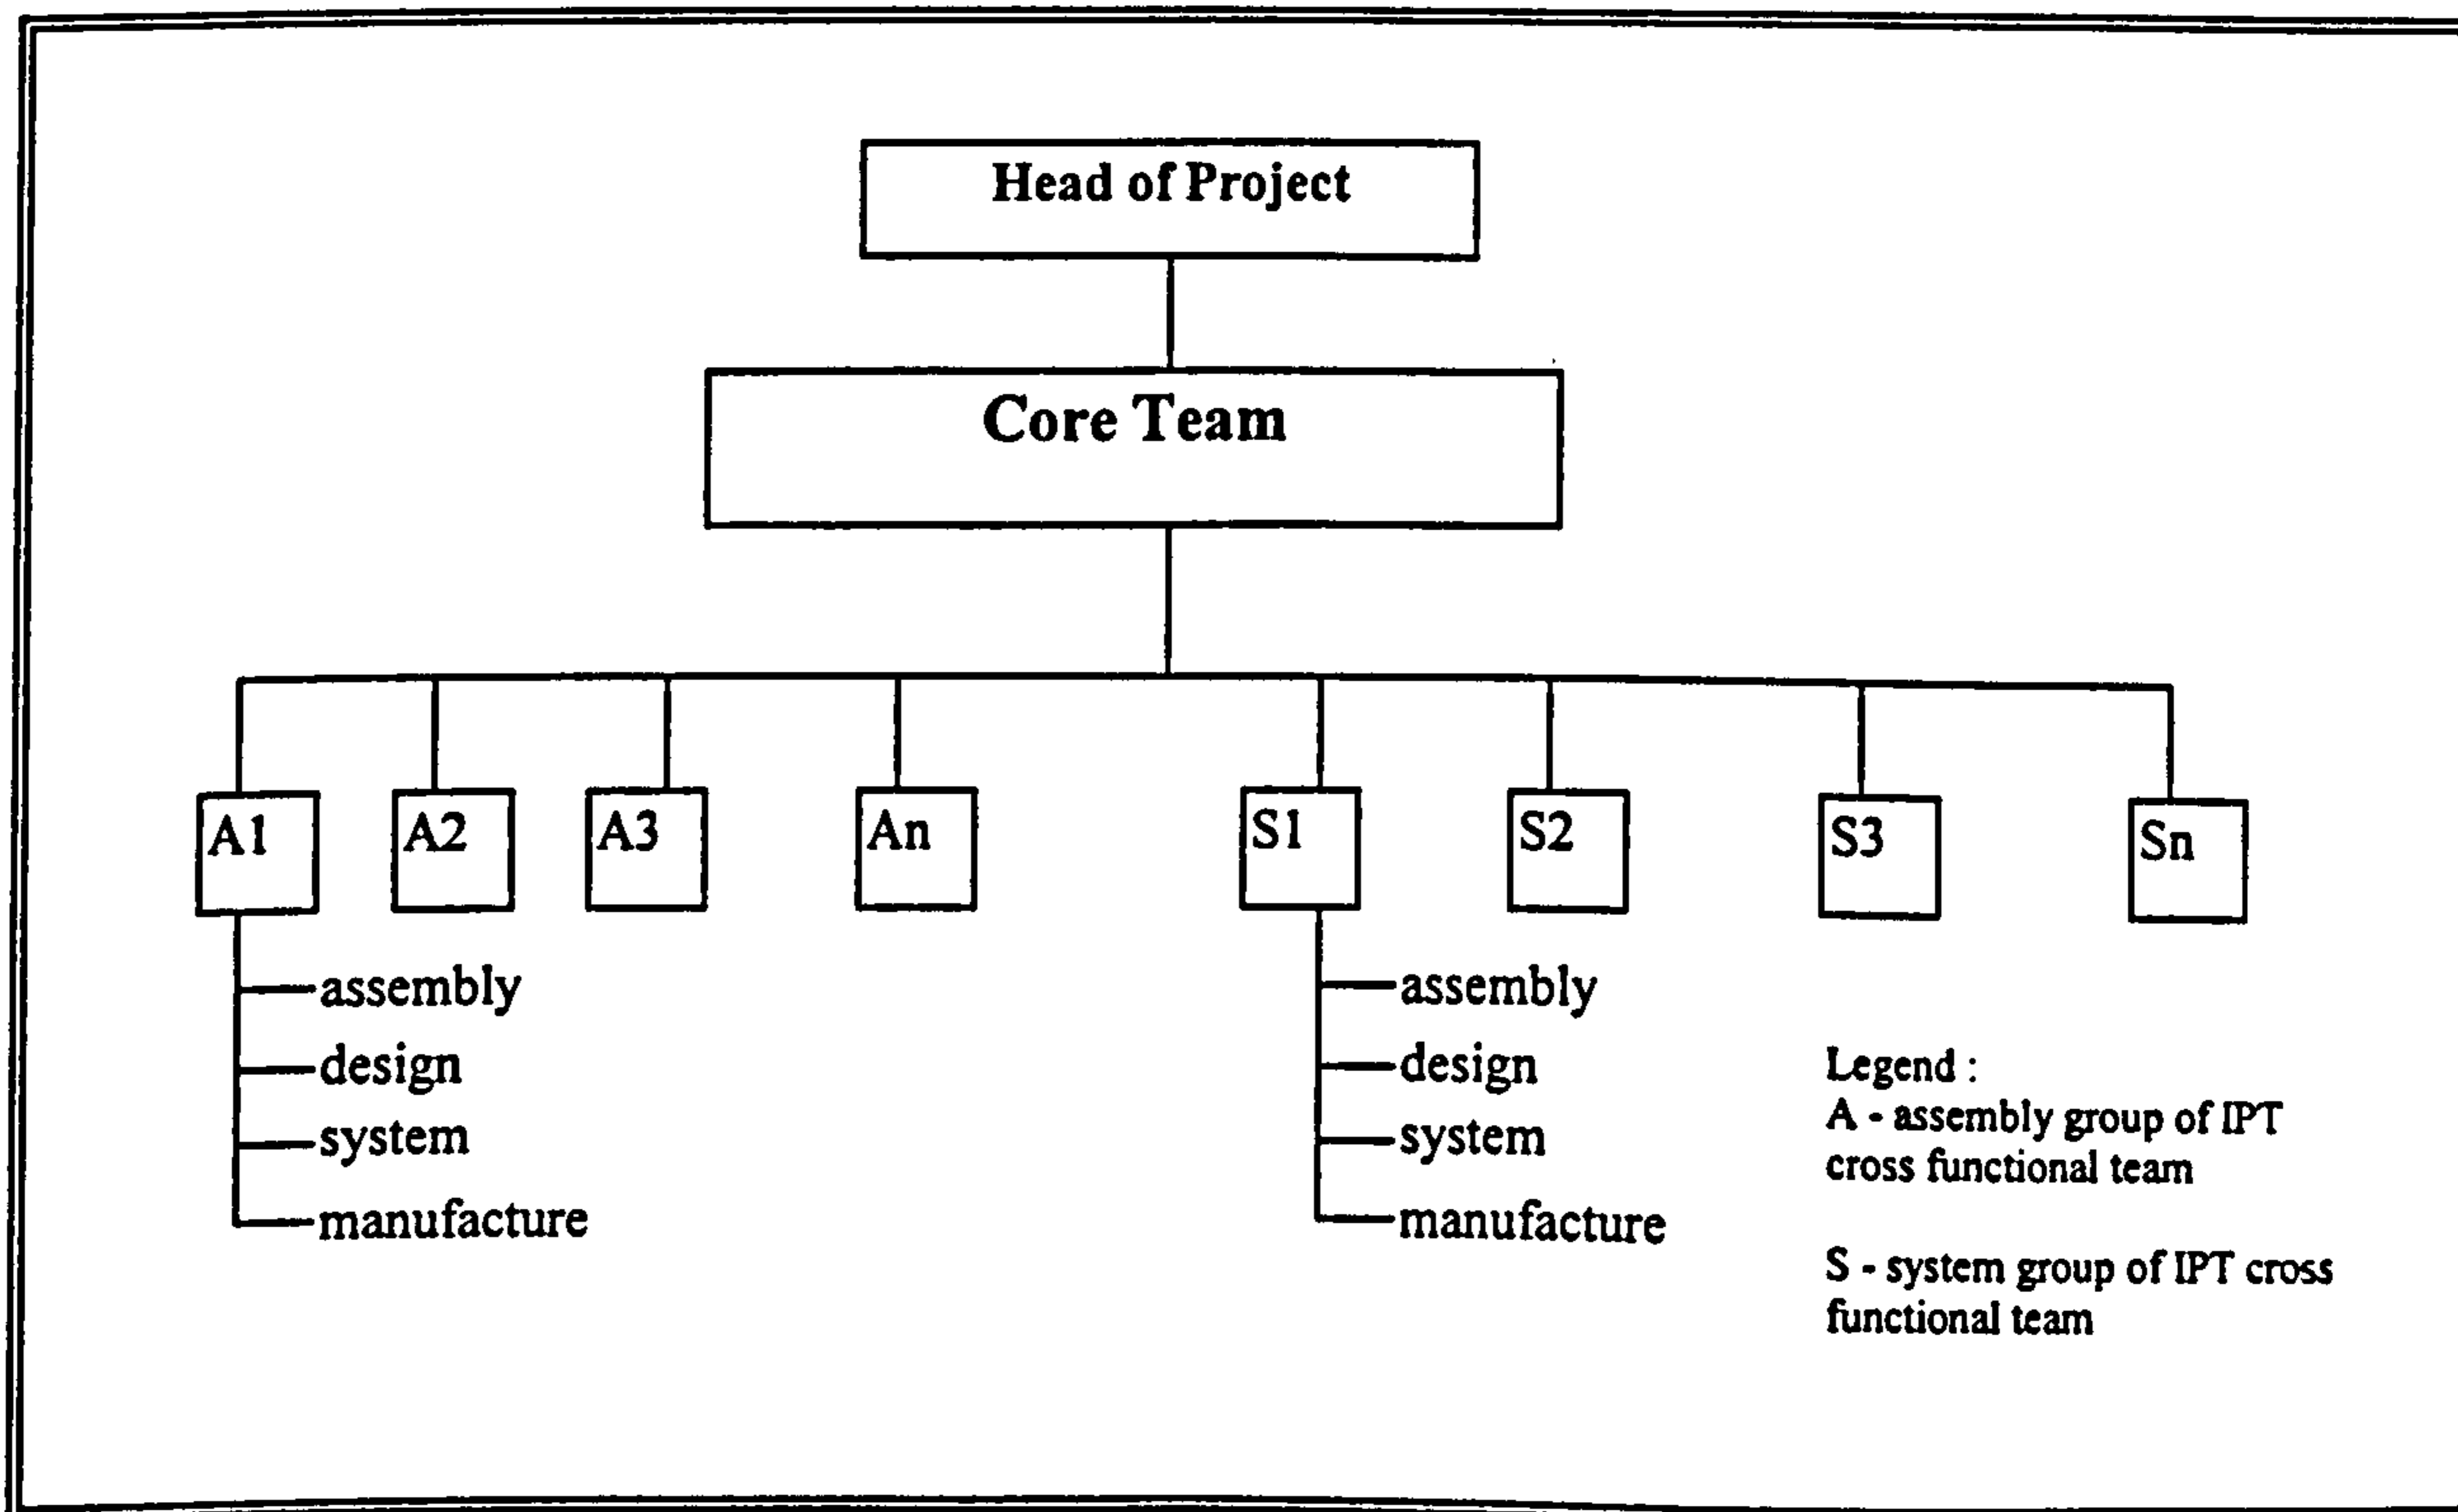 Head of Project
Core Team
A1
A2
A3
An
S1
S2
S3
Sn
assembly
design
system
manufacture
assembly
design
system
manufacture
Legend :
A - assembly group of IPT
cross functional team
S - system group of IPT cross
functional team